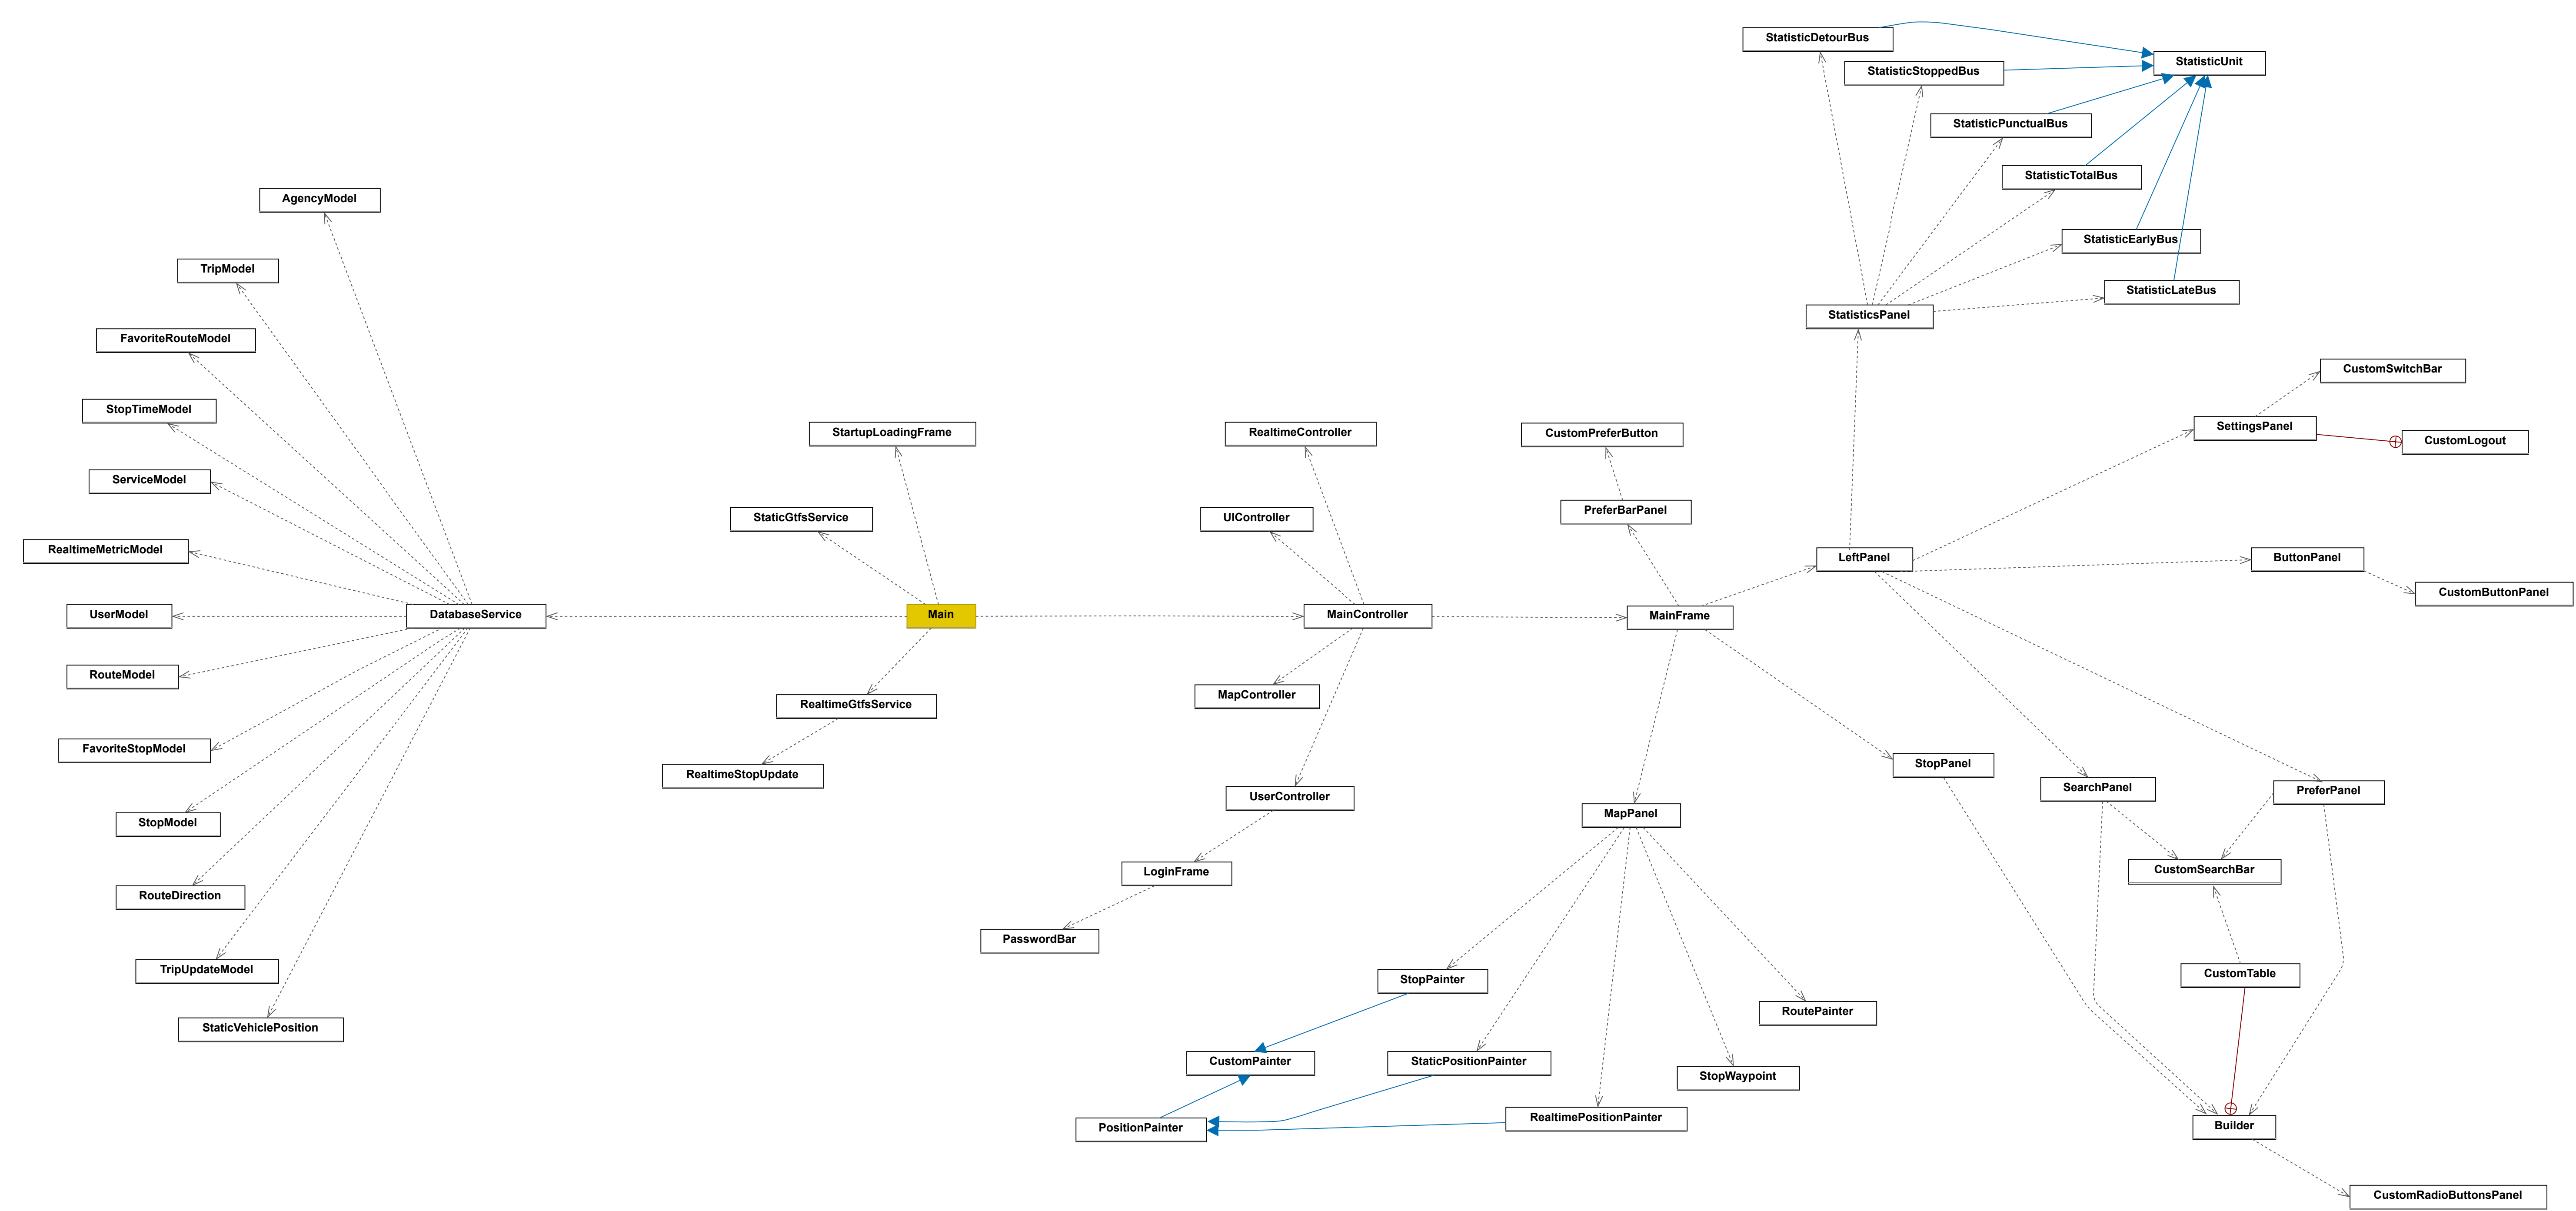 StatisticDetourBus
StatisticUnit
StatisticStoppedBus
StatisticPunctualBus
StatisticTotalBus
AgencyModel
StatisticEarlyBus
TripModel
StatisticLateBus
StatisticsPanel
FavoriteRouteModel
CustomSwitchBar
StopTimeModel
SettingsPanel
StartupLoadingFrame
RealtimeController
CustomPreferButton
CustomLogout
ServiceModel
PreferBarPanel
StaticGtfsService
UIController
RealtimeMetricModel
LeftPanel
ButtonPanel
CustomButtonPanel
UserModel
DatabaseService
Main
MainController
MainFrame
RouteModel
MapController
RealtimeGtfsService
FavoriteStopModel
StopPanel
RealtimeStopUpdate
SearchPanel
PreferPanel
UserController
MapPanel
StopModel
CustomSearchBar
LoginFrame
RouteDirection
PasswordBar
TripUpdateModel
CustomTable
StopPainter
RoutePainter
StaticVehiclePosition
CustomPainter
StaticPositionPainter
StopWaypoint
RealtimePositionPainter
PositionPainter
Builder
CustomRadioButtonsPanel